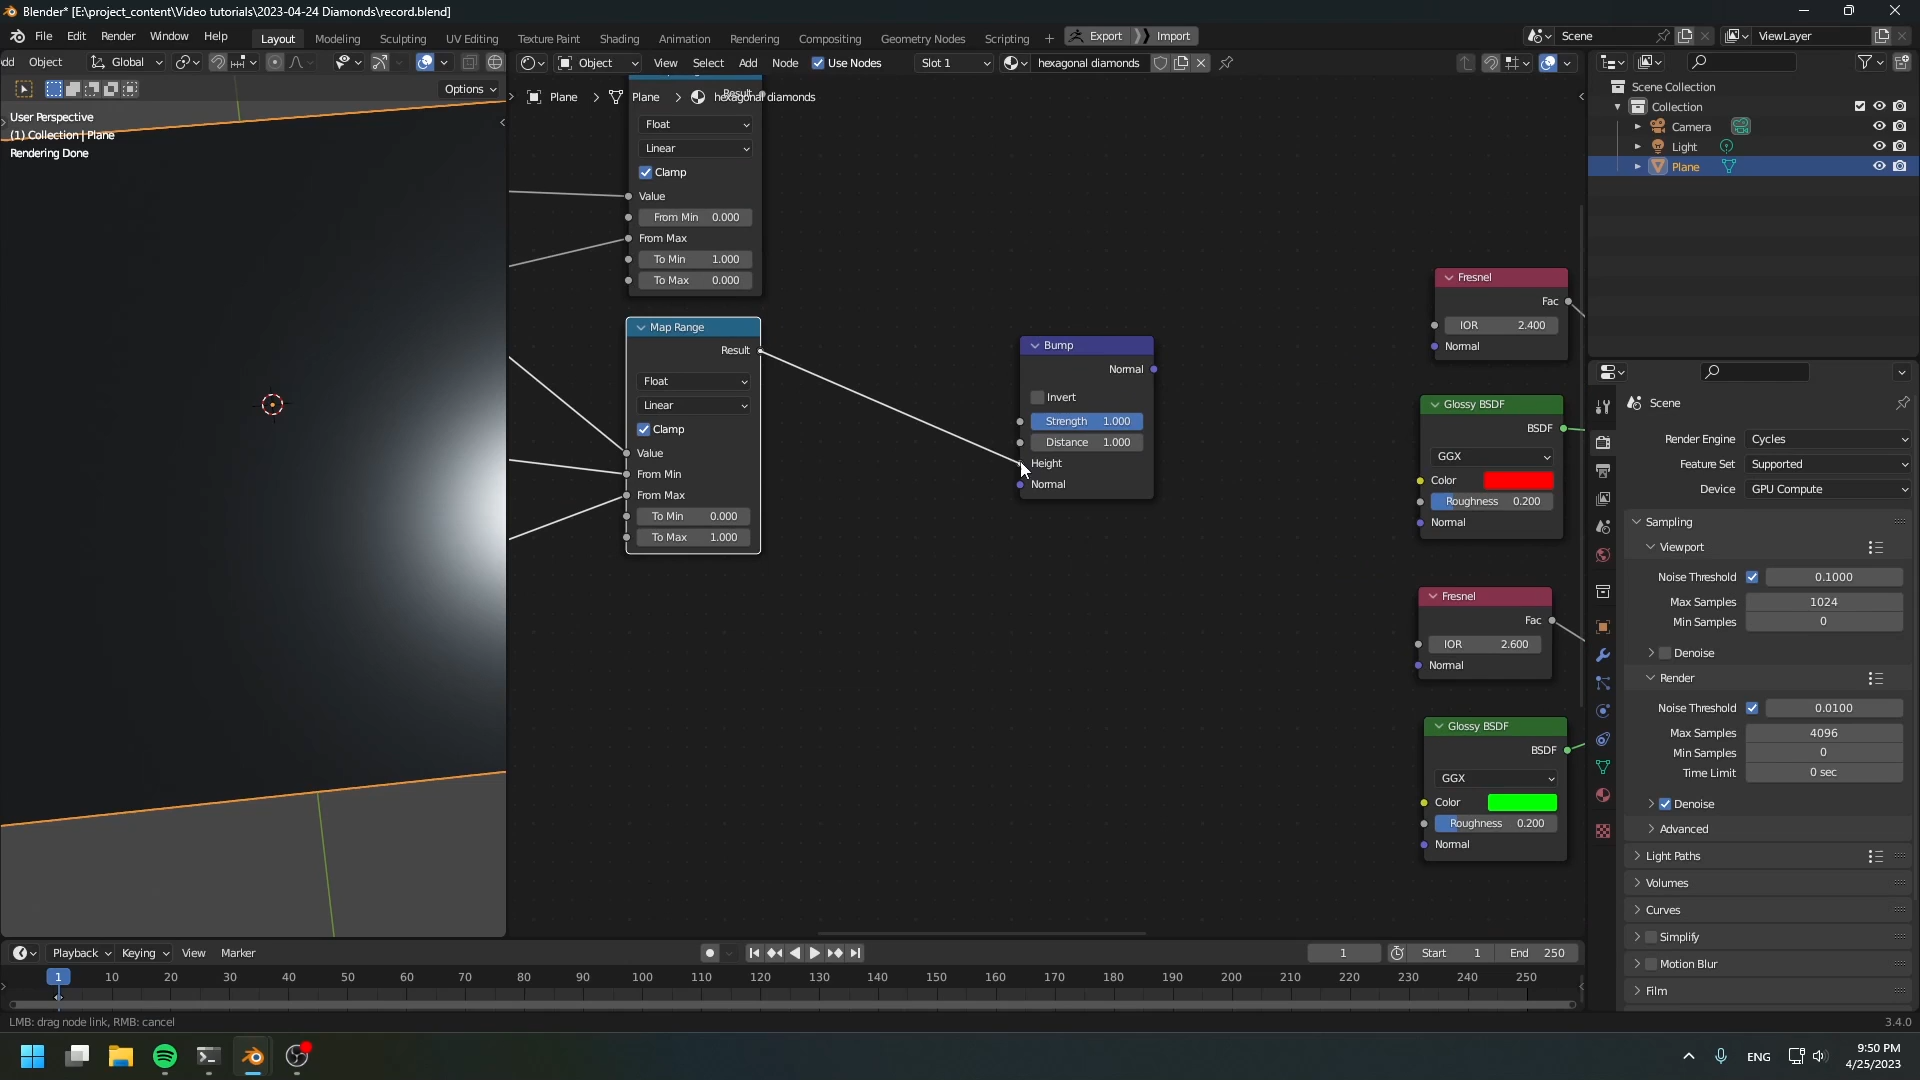 Blender* [E:\project_content\Video tutorials\2023-04-24 Diamonds\record.blend]
File Edit Render Window Help Layout Modeling Sculpting UV Editing Texture Paint Shading Animation Rendering Compositing Geometry Nodes Scripting + Export Import Scene ViewLayer
dd Object Global Object View Select Add Node Use Nodes Slot 1 hexagonal diamonds
Options
Plane > Plane > hexagonal diamonds
User Perspective
(1) Collection | Plane
Rendering Done
Result
Float
Linear
Clamp
Value
From Min 0.000
From Max
To Min 1.000
To Max 0.000
Map Range
Result
Float
Linear
Clamp
Value
From Min
From Max
To Min 0.000
To Max 1.000
Bump
Normal
Invert
Strength 1.000
Distance 1.000
Height
Normal
Fresnel
Fac
IOR 2.400
Normal
Glossy BSDF
BSDF
GGX
Color
Roughness 0.200
Normal
Fresnel
Fac
IOR 2.600
Normal
Glossy BSDF
BSDF
GGX
Color
Roughness 0.200
Normal
Scene Collection
Collection
Camera
Light
Plane
Scene
Render Engine Cycles
Feature Set Supported
Device GPU Compute
Sampling
Viewport
Noise Threshold 0.1000
Max Samples 1024
Min Samples 0
Denoise
Render
Noise Threshold 0.0100
Max Samples 4096
Min Samples 0
Time Limit 0 sec
Denoise
Advanced
Light Paths
Volumes
Curves
Simplify
Motion Blur
Film
Playback Keying View Marker 1 Start 1 End 250
1 10 20 30 40 50 60 70 80 90 100 110 120 130 140 150 160 170 180 190 200 210 220 230 240 250
LMB: drag node link, RMB: cancel 3.4.0
ENG 9:50 PM
4/25/2023